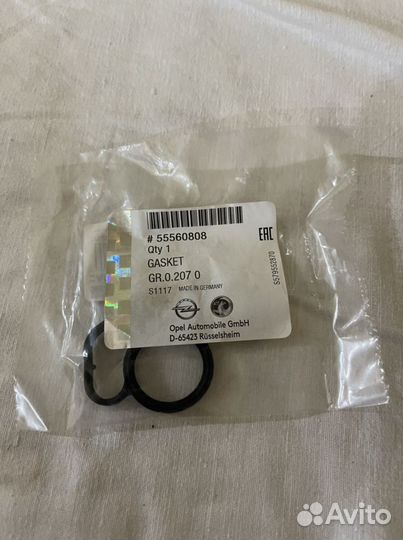 # 55560808
Qty 1
GASKET
GR.0.207 0
S1117 MADE IN GERMANY
EAC
S579552870
Opel Automobile GmbH
D-65423 Rüsselsheim
Avito